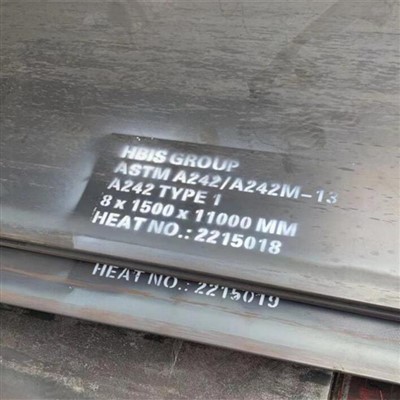 HBIS GROUP
ASTM A242/A242M-13
A242 TYPE 1
8 x 1500 x 11000 MM
HEAT NO.: 2215018
HEAT NO.: 2215019